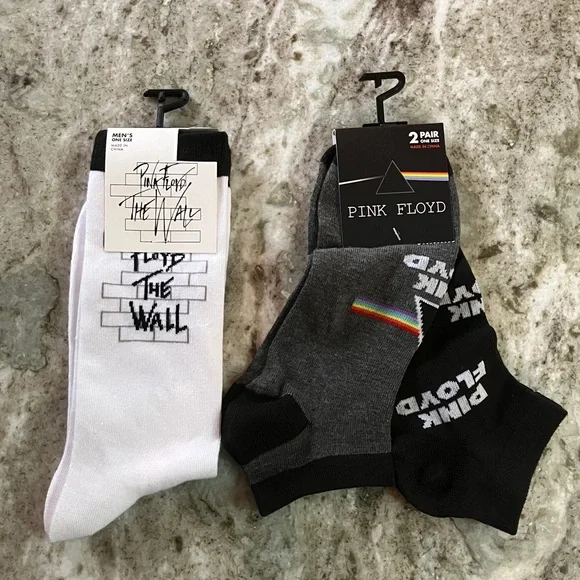 MEN'S
ONE SIZE
MADE IN
CHINA
PINK FLOYD
THE WALL
FLOYD
THE
WALL
2 PAIR
ONE SIZE
MADE IN CHINA
PINK FLOYD
PINK
FLOYD
PINK
FLOYD